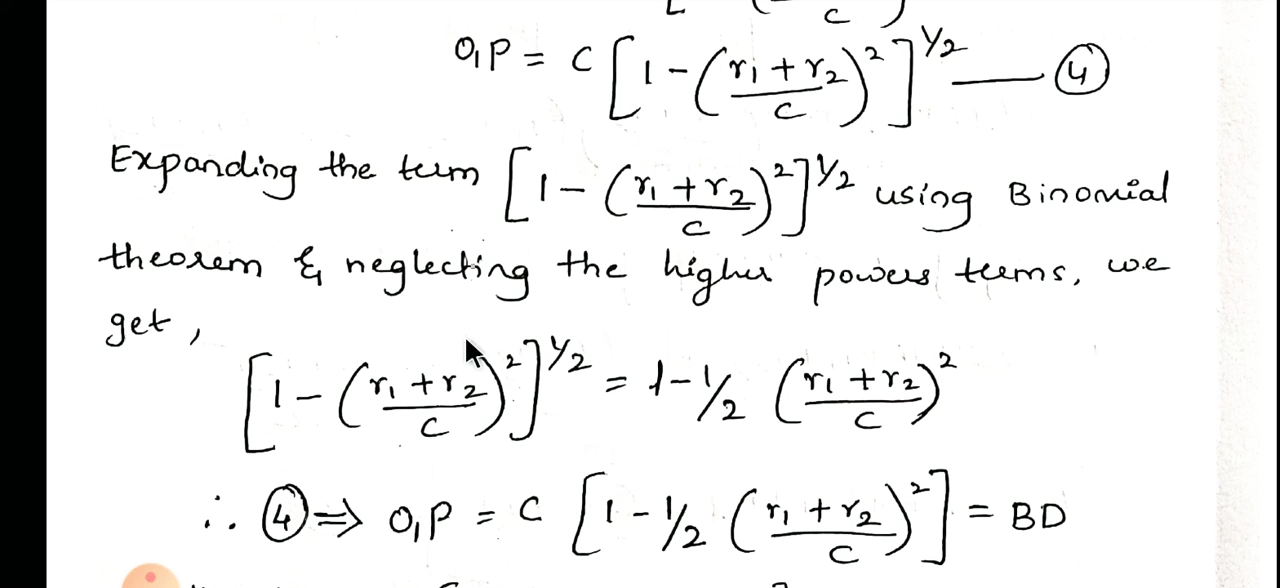 O₁P = C [1 - (r₁ + r₂ / C)²]^1/2 —— ④
Expanding the term [1 - (r₁ + r₂ / C)²]^1/2 using Binomial
theorem & neglecting the higher powers terms, we
get,
[1 - (r₁ + r₂ / C)²]^1/2 = 1 - 1/2 (r₁ + r₂ / C)²
∴ ④ ⇒ O₁P = C [1 - 1/2 (r₁ + r₂ / C)²] = BD